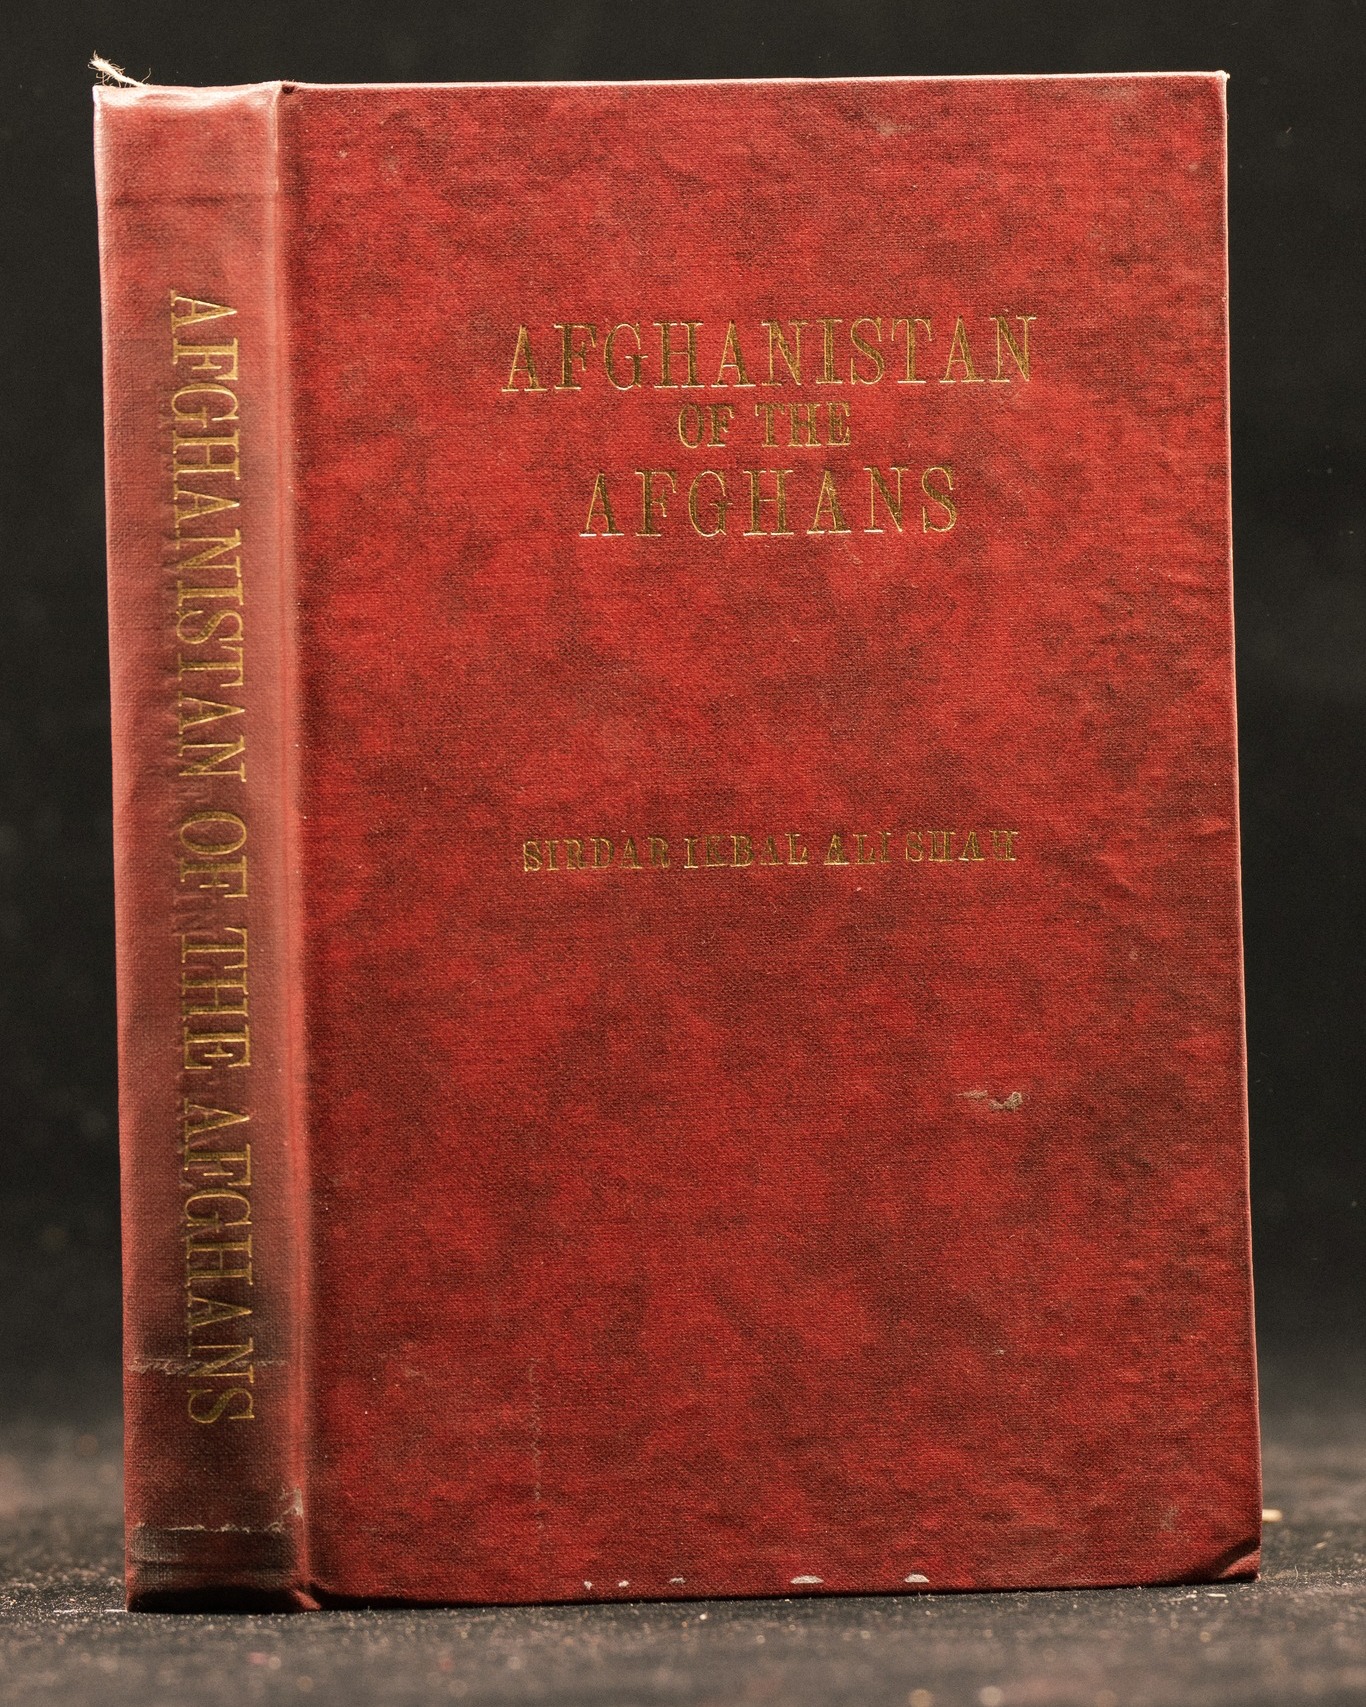 AFGHANISTAN OF THE AFGHANS
AFGHANISTAN
OF THE
AFGHANS
SIRDAR IKBAL ALI SHAH